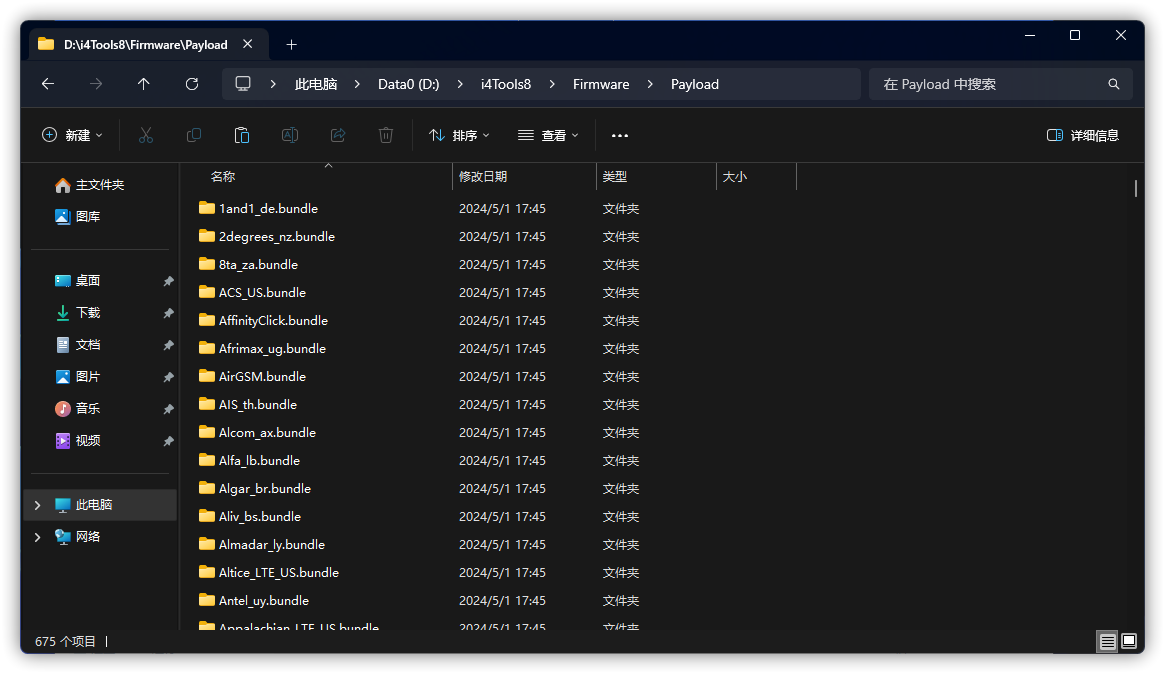 D:\i4Tools8\Firmware\Payload
此电脑 Data0 (D:) i4Tools8 Firmware Payload 在 Payload 中搜索
新建 排序 查看 详细信息
主文件夹
图库
桌面
下载
文档
图片
音乐
视频
此电脑
网络
名称 修改日期 类型 大小
1and1_de.bundle 2024/5/1 17:45 文件夹
2degrees_nz.bundle 2024/5/1 17:45 文件夹
8ta_za.bundle 2024/5/1 17:45 文件夹
ACS_US.bundle 2024/5/1 17:45 文件夹
AffinityClick.bundle 2024/5/1 17:45 文件夹
Afrimax_ug.bundle 2024/5/1 17:45 文件夹
AirGSM.bundle 2024/5/1 17:45 文件夹
AIS_th.bundle 2024/5/1 17:45 文件夹
Alcom_ax.bundle 2024/5/1 17:45 文件夹
Alfa_lb.bundle 2024/5/1 17:45 文件夹
Algar_br.bundle 2024/5/1 17:45 文件夹
Aliv_bs.bundle 2024/5/1 17:45 文件夹
Almadar_ly.bundle 2024/5/1 17:45 文件夹
Altice_LTE_US.bundle 2024/5/1 17:45 文件夹
Antel_uy.bundle 2024/5/1 17:45 文件夹
Appalachian_LTE_US.bundle 2024/5/1 17:45 文件夹
675 个项目